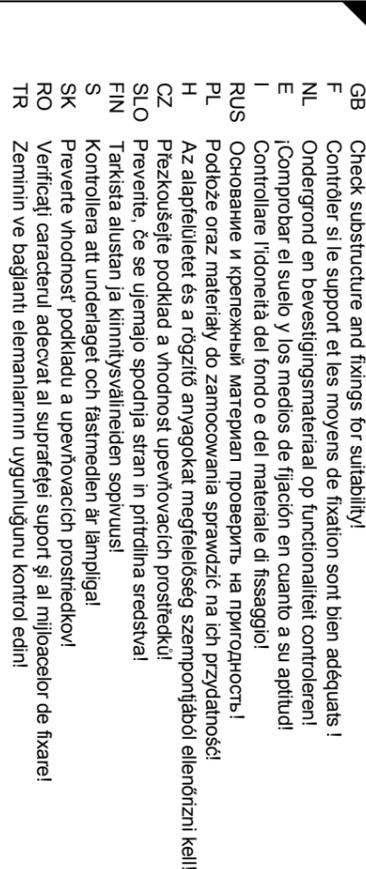 GB Check substructure and fixings for suitability!
F Contrôler si le support et les moyens de fixation sont bien adéquats !
NL Ondergrond en bevestigingsmateriaal op functionaliteit controleren!
E ¡Comprobar el suelo y los medios de fijación en cuanto a su aptitud!
I Controllare l'idoneità del fondo e del materiale di fissaggio!
RUS Основание и крепежный материал проверить на пригодность!
PL Podłoże oraz materiały do zamocowania sprawdzić na ich przydatność!
H Az alapfelületet és a rögzítő anyagokat megfelelőség szempontjából ellenőrizni kell!
CZ Přezkoušejte podklad a vhodnost upevňovacích prostředků!
SLO Preverite, če se ujemajo spodnja stran in pritrdilna sredstva!
FIN Tarkista alustan ja kiinnitysvälineiden sopivuus!
S Kontrollera att underlaget och fästmedlen är lämpliga!
SK Preverte vhodnosť podkladu a upevňovacích prostriedkov!
RO Verificaţi caracterul adecvat al suprafeţei suport şi al mijloacelor de fixare!
TR Zeminin ve bağlantı elemanlarının uygunluğunu kontrol edin!